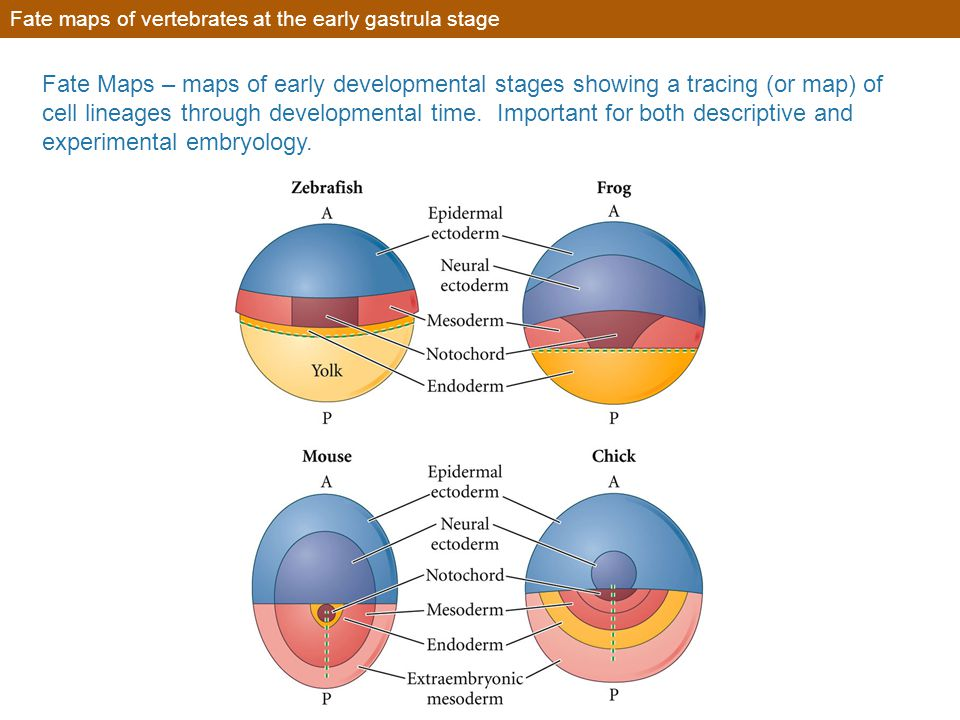 Fate maps of vertebrates at the early gastrula stage
Fate Maps – maps of early developmental stages showing a tracing (or map) of
cell lineages through developmental time.  Important for both descriptive and
experimental embryology.
Zebrafish
A
Epidermal
ectoderm
Neural
ectoderm
Mesoderm
Notochord
Endoderm
Yolk
P
Frog
A
P
Mouse
A
Epidermal
ectoderm
Neural
ectoderm
Notochord
Mesoderm
Endoderm
Extraembryonic
mesoderm
P
Chick
A
P